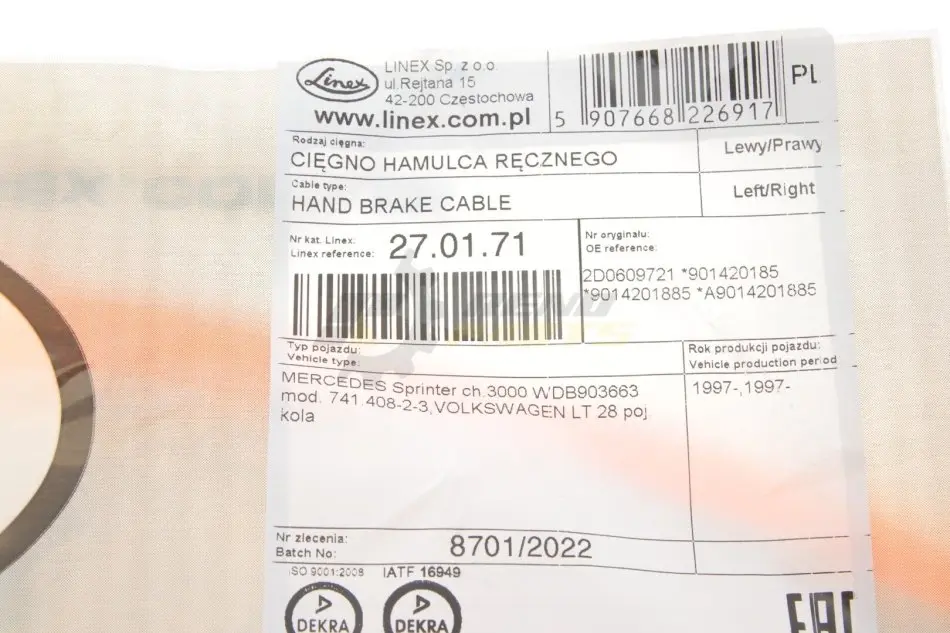 Linex
LINEX Sp. z o.o.
ul.Rejtana 15
42-200 Częstochowa
www.linex.com.pl
5 907668 226917
PL
Rodzaj cięgna:
CIĘGNO HAMULCA RĘCZNEGO
Lewy/Prawy
Cable type:
HAND BRAKE CABLE
Left/Right
Nr kat. Linex:
Linex reference:
27.01.71
Nr oryginału:
OE reference:
2D0609721 *901420185
*9014201885 *A9014201885
Typ pojazdu:
Vehicle type:
MERCEDES Sprinter ch.3000 WDB903663
mod. 741.408-2-3,VOLKSWAGEN LT 28 poj.
kola
Rok produkcji pojazdu:
Vehicle production period
1997-,1997-
Nr zlecenia:
Batch No:
8701/2022
ISO 9001:2008 IATF 16949
DEKRA DEKRA